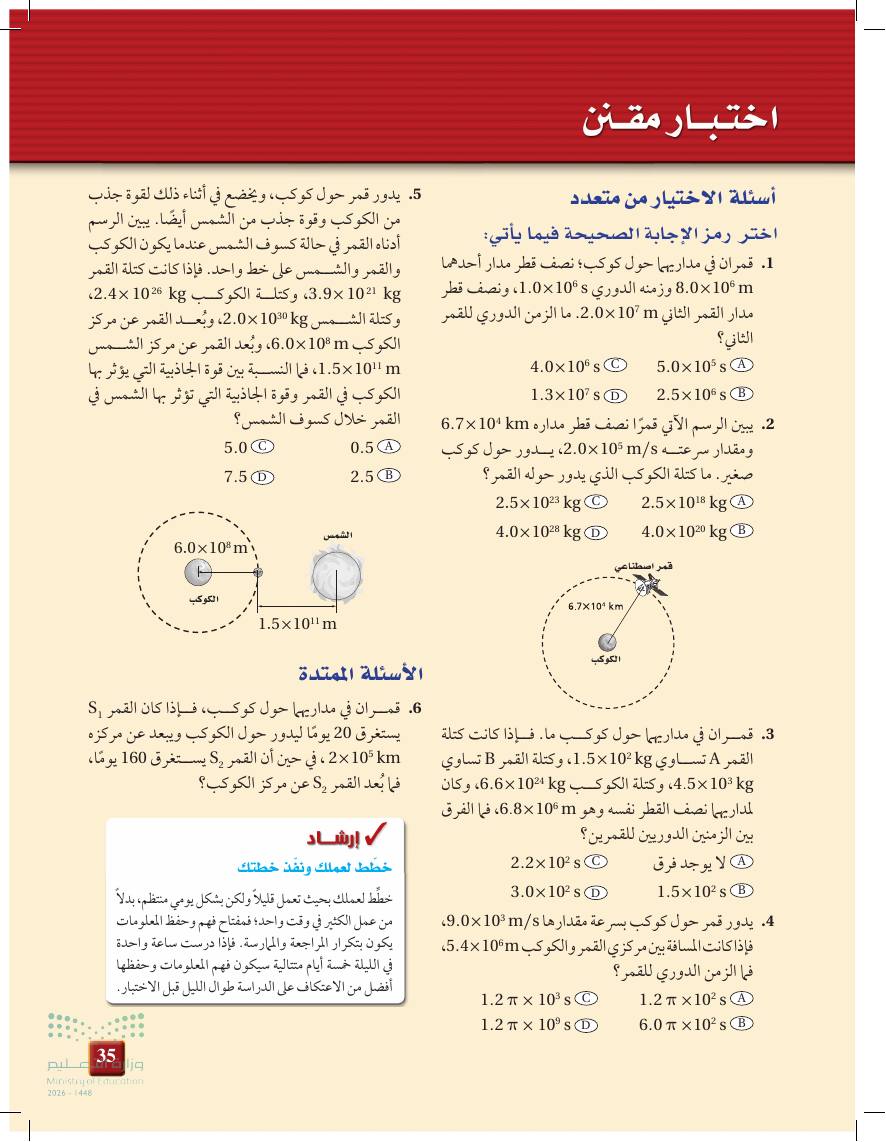 اختبار مقنن
أسئلة الاختيار من متعدد
اختر رمز الإجابة الصحيحة فيما يأتي:
1. قمران في مداريهما حول كوكب؛ نصف قطر مدار أحدهما
8.0×10⁶ m وزمنه الدوري 1.0×10⁶ s، ونصف قطر
مدار القمر الثاني 2.0×10⁷ m. ما الزمن الدوري للقمر
الثاني؟
A 5.0×10⁵ s C 4.0×10⁶ s
B 2.5×10⁶ s D 1.3×10⁷ s
2. يبين الرسم الآتي قمرًا نصف قطر مداره 6.7×10⁴ km
ومقدار سرعته 2.0×10⁵ m/s، يدور حول كوكب
صغير. ما كتلة الكوكب الذي يدور حوله القمر؟
A 2.5×10¹⁸ kg C 2.5×10²³ kg
B 4.0×10²⁰ kg D 4.0×10²⁸ kg
قمر اصطناعي
6.7×10⁴ km
الكوكب
3. قمران في مداريهما حول كوكب ما. فإذا كانت كتلة
القمر A تساوي 1.5×10² kg، وكتلة القمر B تساوي
4.5×10³ kg، وكتلة الكوكب 6.6×10²⁴ kg، وكان
لمداريهما نصف القطر نفسه وهو 6.8×10⁶ m، فما الفرق
بين الزمنين الدوريين للقمرين؟
A لا يوجد فرق C 2.2×10² s
B 1.5×10² s D 3.0×10² s
4. يدور قمر حول كوكب بسرعة مقدارها 9.0×10³ m/s،
فإذا كانت المسافة بين مركزي القمر والكوكب 5.4×10⁶ m،
فما الزمن الدوري للقمر؟
A 1.2 π ×10² s C 1.2 π × 10³ s
B 6.0 π ×10² s D 1.2 π × 10⁹ s
5. يدور قمر حول كوكب، ويخضع في أثناء ذلك لقوة جذب
من الكوكب وقوة جذب من الشمس أيضًا. يبين الرسم
أدناه القمر في حالة كسوف الشمس عندما يكون الكوكب
والقمر والشمس على خط واحد. فإذا كانت كتلة القمر
3.9×10²¹ kg، وكتلة الكوكب 2.4×10²⁶ kg،
وكتلة الشمس 2.0×10³⁰ kg، وبُعد القمر عن مركز
الكوكب 6.0×10⁸ m، وبُعد القمر عن مركز الشمس
1.5×10¹¹ m، فما النسبة بين قوة الجاذبية التي يؤثر بها
الكوكب في القمر وقوة الجاذبية التي تؤثر بها الشمس في
القمر خلال كسوف الشمس؟
A 0.5 C 5.0
B 2.5 D 7.5
الشمس
6.0×10⁸ m
الكوكب
1.5×10¹¹ m
الأسئلة الممتدة
6. قمران في مداريهما حول كوكب، فإذا كان القمر S₁
يستغرق 20 يومًا ليدور حول الكوكب ويبعد عن مركزه
2×10⁵ km، في حين أن القمر S₂ يستغرق 160 يومًا،
فما بُعد القمر S₂ عن مركز الكوكب؟
✓ إرشاد
خطّط لعملك ونفّذ خطتك
خطِّط لعملك بحيث تعمل قليلاً ولكن بشكل يومي منتظم، بدلاً
من عمل الكثير في وقت واحد؛ فمفتاح فهم وحفظ المعلومات
يكون بتكرار المراجعة والممارسة. فإذا درست ساعة واحدة
في الليلة خمسة أيام متتالية سيكون فهم المعلومات وحفظها
أفضل من الاعتكاف على الدراسة طوال الليل قبل الاختبار.
35
وزارة التعليم
Ministry of Education
2026 - 1448